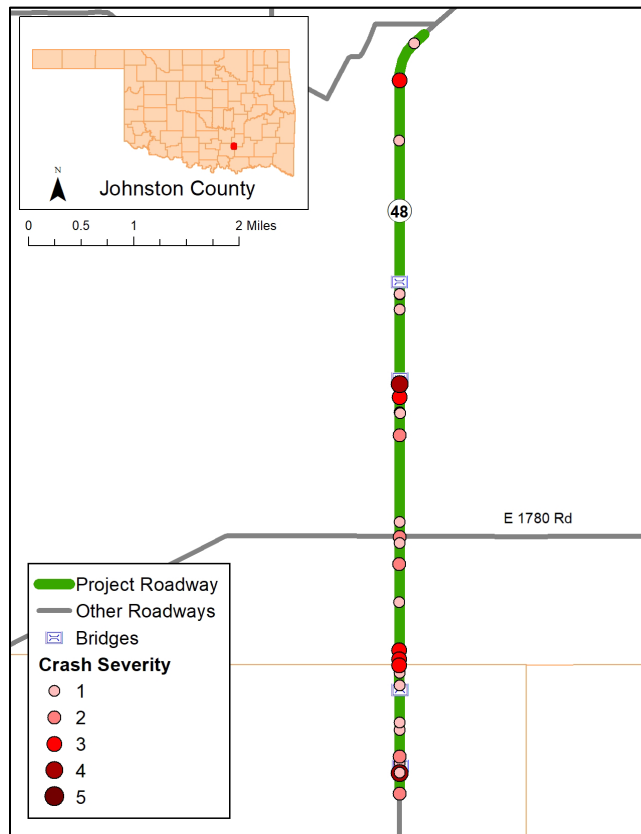 N
Johnston County
0 0.5 1 2 Miles
48
E 1780 Rd
Project Roadway
Other Roadways
Bridges
Crash Severity
1
2
3
4
5